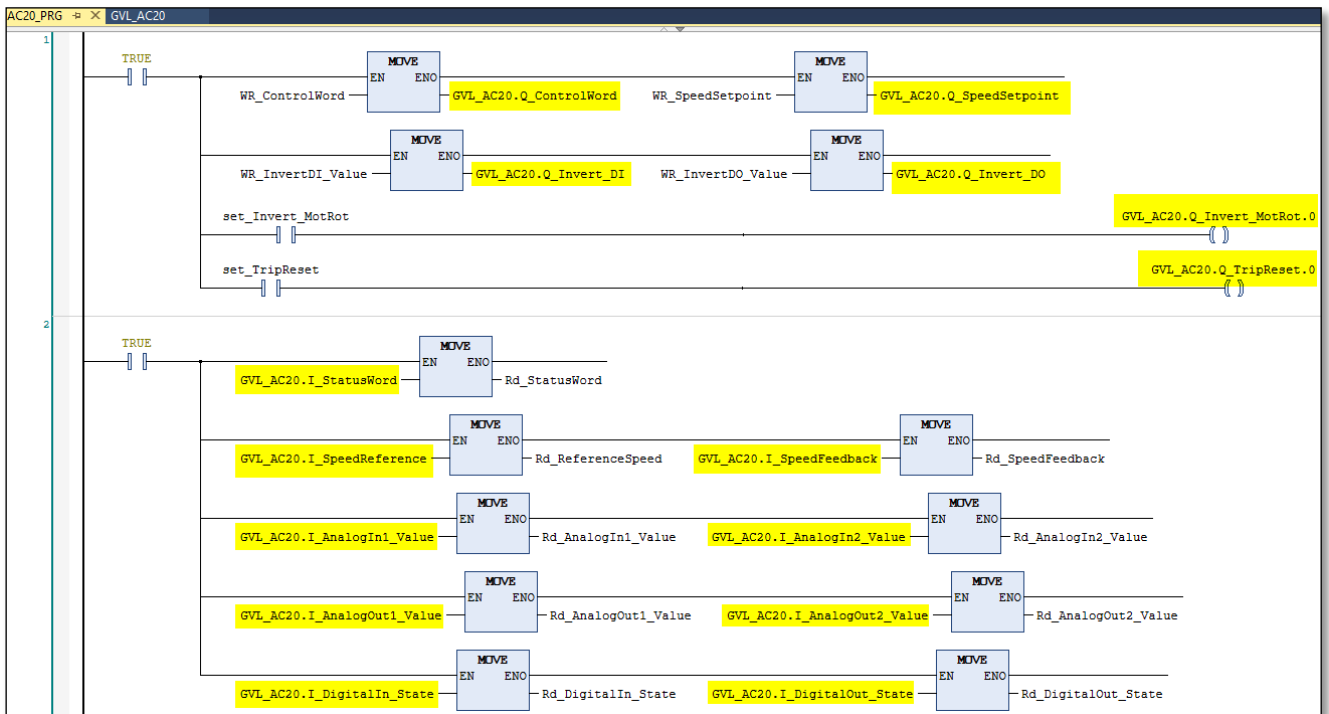 AC20_PRG GVL_AC20
1
TRUE
MOVE MOVE
EN ENO EN ENO
WR_ControlWord GVL_AC20.Q_ControlWord WR_SpeedSetpoint GVL_AC20.Q_SpeedSetpoint
MOVE MOVE
EN ENO EN ENO
WR_InvertDI_Value GVL_AC20.Q_Invert_DI WR_InvertDO_Value GVL_AC20.Q_Invert_DO
set_Invert_MotRot GVL_AC20.Q_Invert_MotRot.0
set_TripReset GVL_AC20.Q_TripReset.0
2
TRUE
MOVE
EN ENO
GVL_AC20.I_StatusWord Rd_StatusWord
MOVE MOVE
EN ENO EN ENO
GVL_AC20.I_SpeedReference Rd_ReferenceSpeed GVL_AC20.I_SpeedFeedback Rd_SpeedFeedback
MOVE MOVE
EN ENO EN ENO
GVL_AC20.I_AnalogIn1_Value Rd_AnalogIn1_Value GVL_AC20.I_AnalogIn2_Value Rd_AnalogIn2_Value
MOVE MOVE
EN ENO EN ENO
GVL_AC20.I_AnalogOut1_Value Rd_AnalogOut1_Value GVL_AC20.I_AnalogOut2_Value Rd_AnalogOut2_Value
MOVE MOVE
EN ENO EN ENO
GVL_AC20.I_DigitalIn_State Rd_DigitalIn_State GVL_AC20.I_DigitalOut_State Rd_DigitalOut_State